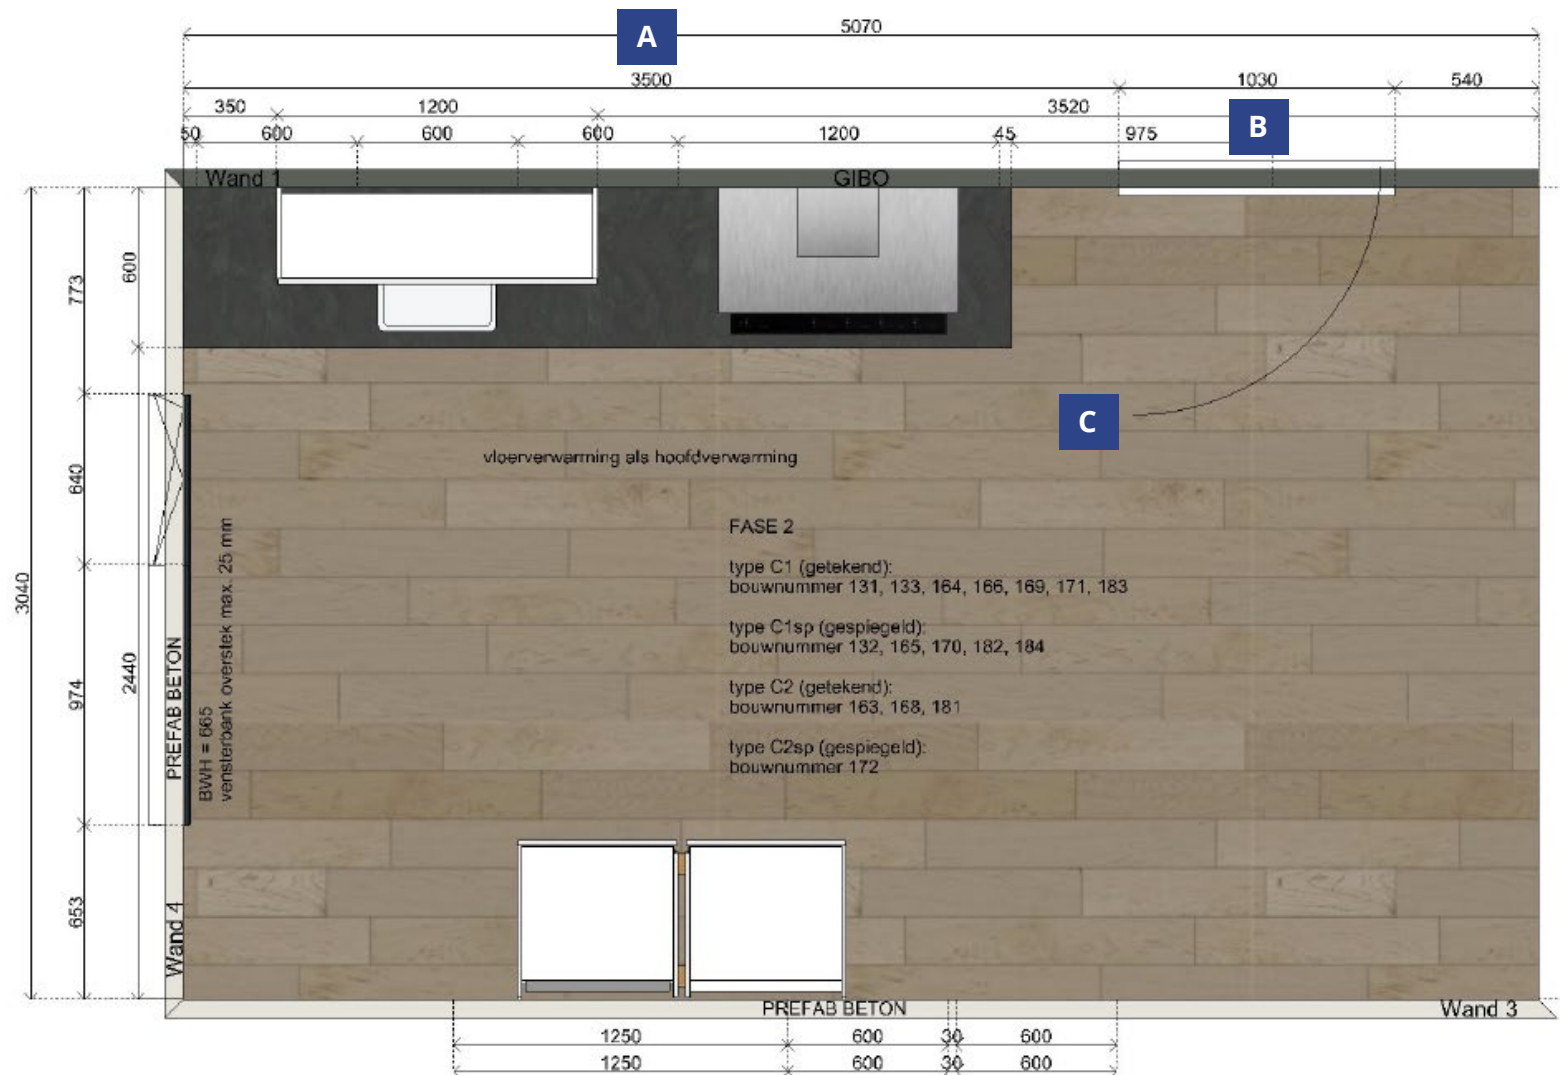 A
5070
3500 1030 540
350 1200 3520
B
50 600 600 600 1200 45 975
Wand 1 GIBO
773
600
C
640
vloerverwarming als hoofdverwarming
FASE 2
type C1 (getekend):
bouwnummer 131, 133, 164, 166, 169, 171, 183
type C1sp (gespiegeld):
bouwnummer 132, 165, 170, 182, 184
type C2 (getekend):
bouwnummer 163, 168, 181
type C2sp (gespiegeld):
bouwnummer 172
3040
2440
974
PREFAB BETON
BWH = 665
vensterbank overstek max. 25 mm
653
Wand 4
PREFAB BETON
Wand 3
1250 600 30 600
1250 600 30 600